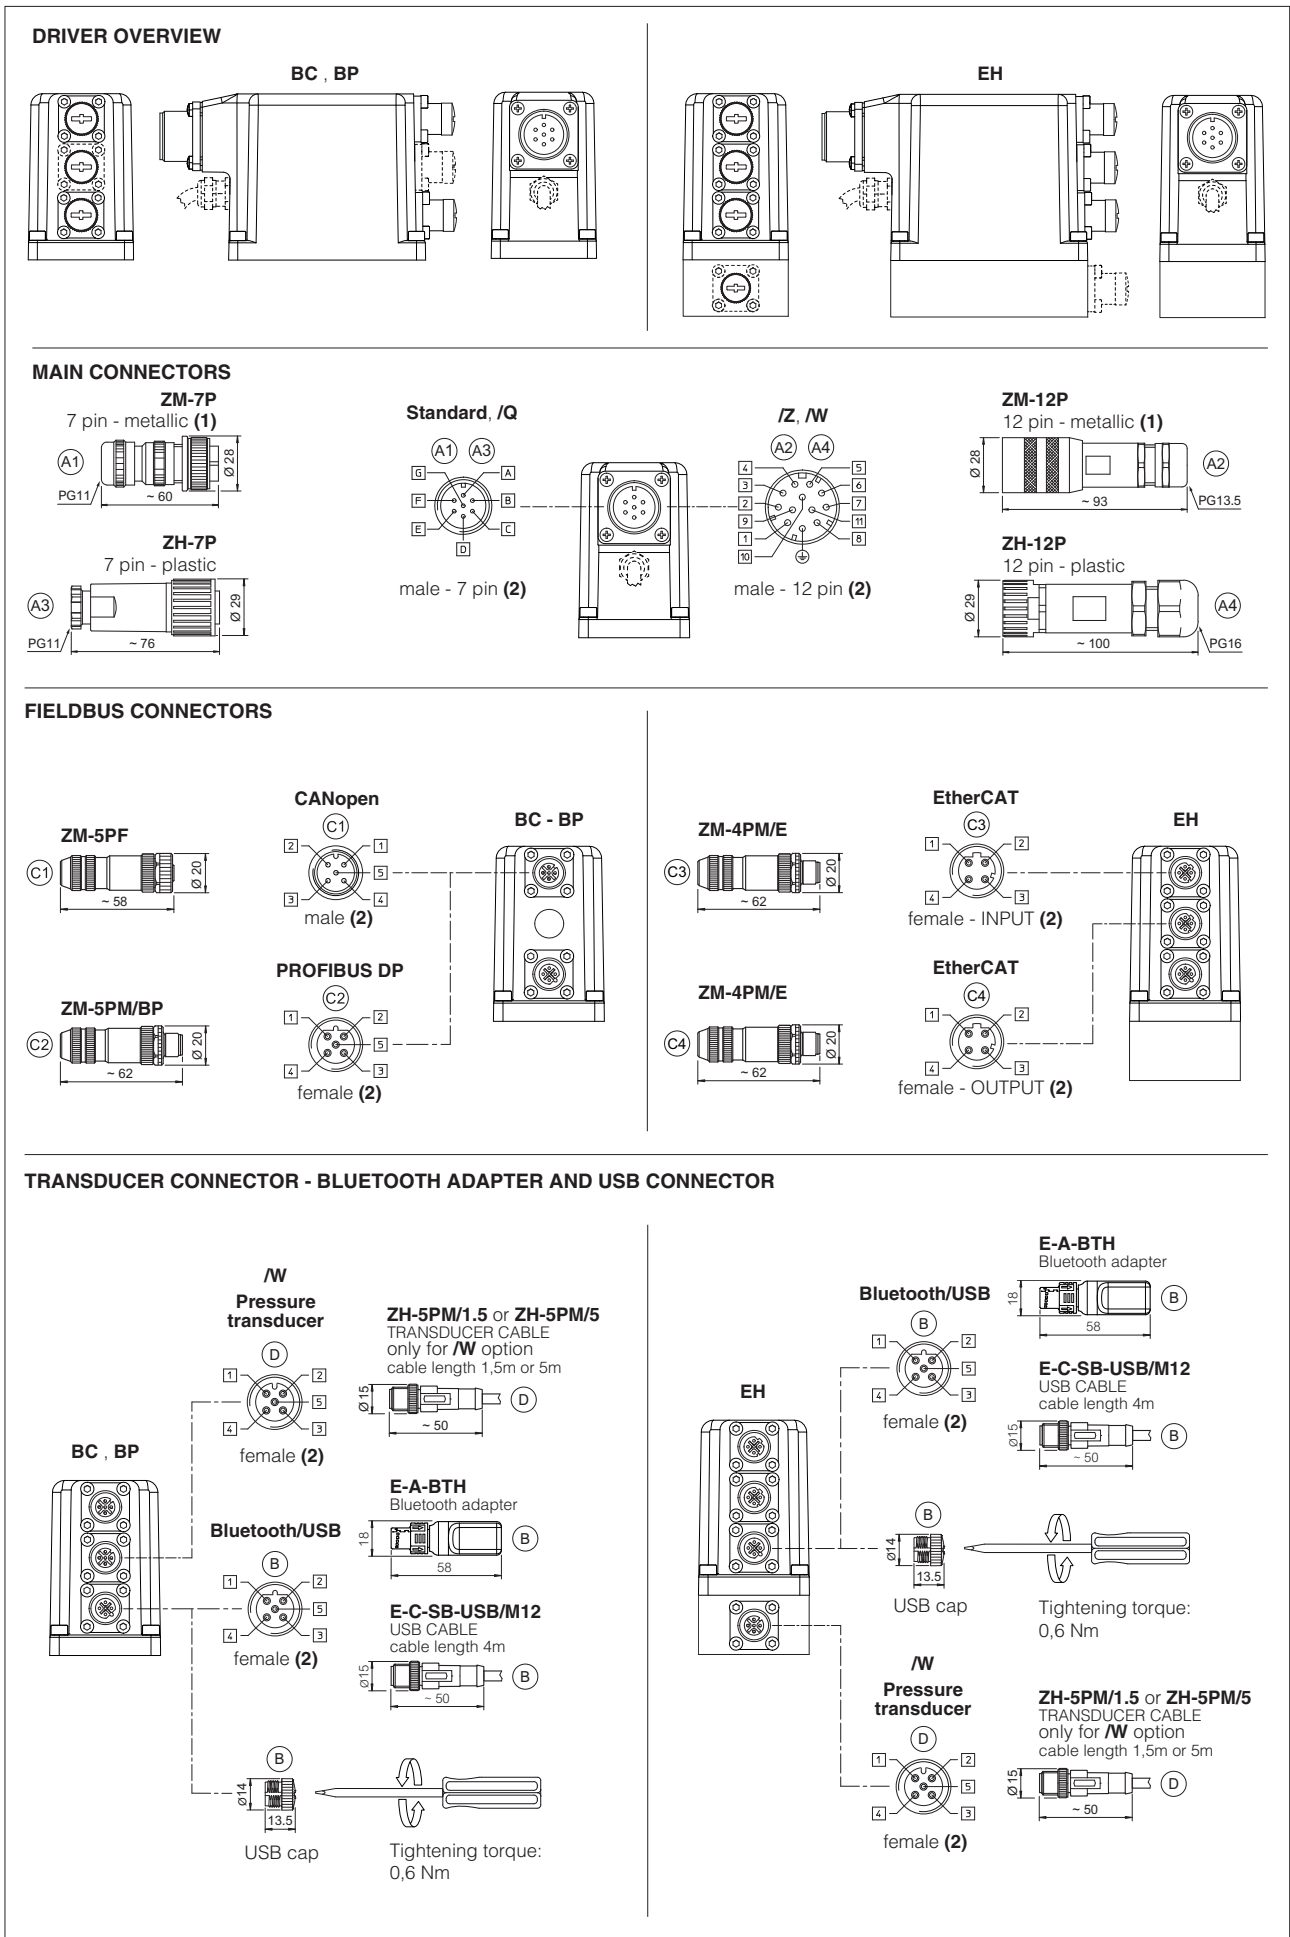 DRIVER OVERVIEW
BC , BP
EH
MAIN CONNECTORS
ZM-7P
7 pin - metallic (1)
A1
PG11
~ 60
Ø 28
ZH-7P
7 pin - plastic
A3
PG11
~ 76
Ø 29
Standard, /Q
A1 A3
G A
F B
E C
D
male - 7 pin (2)
/Z, /W
A2 A4
4 5
3 6
2 7
9 11
1 8
10
male - 12 pin (2)
ZM-12P
12 pin - metallic (1)
Ø 28
A2
~ 93
PG13.5
ZH-12P
12 pin - plastic
Ø 29
A4
~ 100
PG16
FIELDBUS CONNECTORS
ZM-5PF
C1
~ 58
Ø 20
CANopen
C1
2 1
5
3 4
male (2)
BC - BP
ZM-5PM/BP
C2
~ 62
Ø 20
PROFIBUS DP
C2
1 2
5
4 3
female (2)
ZM-4PM/E
C3
~ 62
Ø 20
EtherCAT
C3
1 2
4 3
female - INPUT (2)
EH
ZM-4PM/E
C4
~ 62
Ø 20
EtherCAT
C4
1 2
4 3
female - OUTPUT (2)
TRANSDUCER CONNECTOR - BLUETOOTH ADAPTER AND USB CONNECTOR
BC , BP
/W
Pressure
transducer
D
1 2
5
4 3
female (2)
ZH-5PM/1.5 or ZH-5PM/5
TRANSDUCER CABLE
only for /W option
cable length 1,5m or 5m
Ø15
~ 50
D
Bluetooth/USB
B
1 2
5
4 3
female (2)
E-A-BTH
Bluetooth adapter
18
58
B
E-C-SB-USB/M12
USB CABLE
cable length 4m
Ø15
~ 50
B
B
Ø14
13.5
USB cap
Tightening torque:
0,6 Nm
EH
Bluetooth/USB
B
1 2
5
4 3
female (2)
E-A-BTH
Bluetooth adapter
18
58
B
E-C-SB-USB/M12
USB CABLE
cable length 4m
Ø15
~ 50
B
B
Ø14
13.5
USB cap
Tightening torque:
0,6 Nm
/W
Pressure
transducer
D
1 2
5
4 3
female (2)
ZH-5PM/1.5 or ZH-5PM/5
TRANSDUCER CABLE
only for /W option
cable length 1,5m or 5m
Ø15
~ 50
D